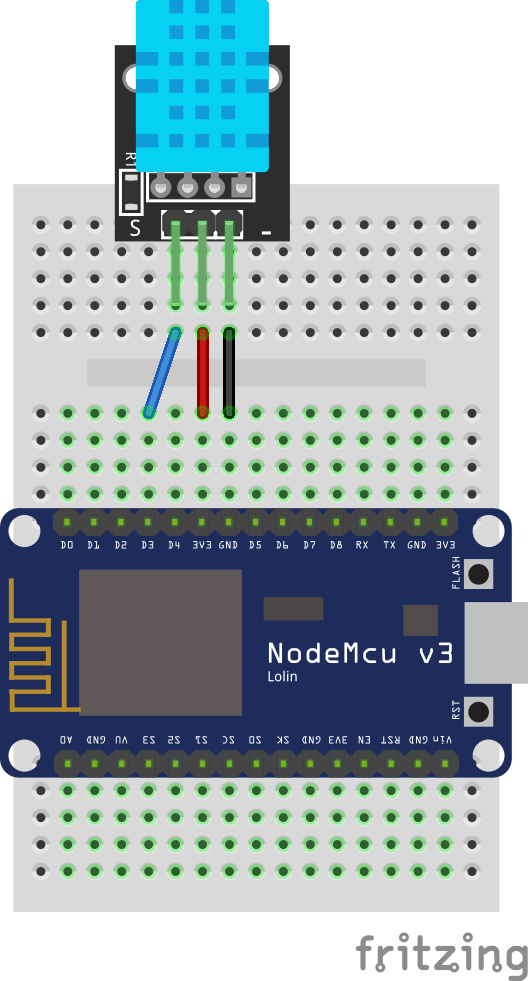 R1
S -
D0 D1 D2 D3 D4 3V3 GND D5 D6 D7 D8 RX TX GND 3V3
FLASH
NodeMcu v3
Lolin
RST
A0 GND VU S3 S2 S1 SC S0 SK GND 3V3 EN RST GND Vin
fritzing